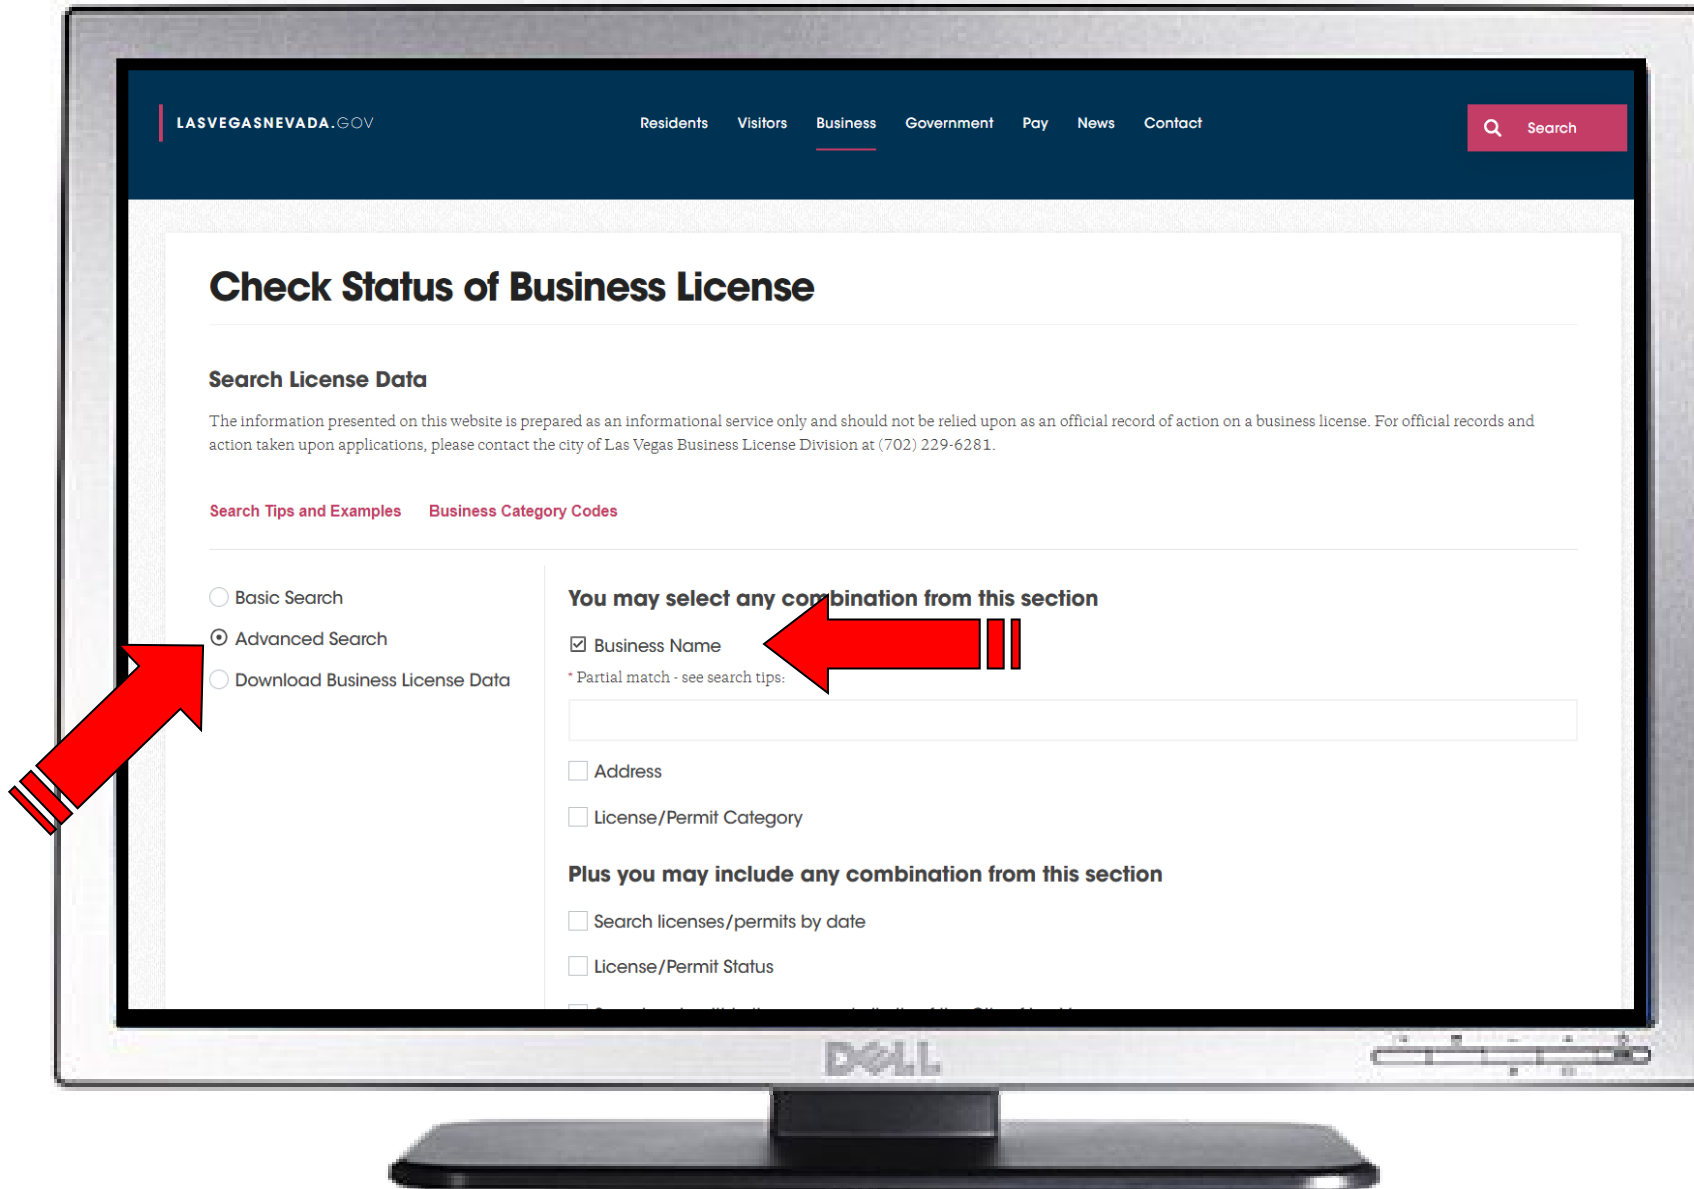 LASVEGASNEVADA.GOV
Residents Visitors Business Government Pay News Contact
Search
Check Status of Business License
Search License Data
The information presented on this website is prepared as an informational service only and should not be relied upon as an official record of action on a business license. For official records and
action taken upon applications, please contact the city of Las Vegas Business License Division at (702) 229-6281.
Search Tips and Examples Business Category Codes
Basic Search
Advanced Search
Download Business License Data
You may select any combination from this section
Business Name
* Partial match - see search tips:
Address
License/Permit Category
Plus you may include any combination from this section
Search licenses/permits by date
License/Permit Status
DELL